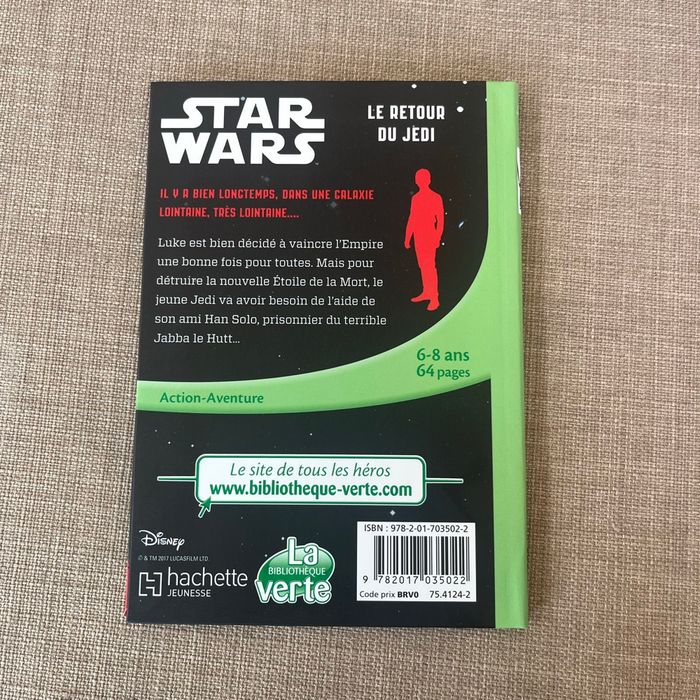 STAR
WARS
LE RETOUR
DU JEDI
IL Y A BIEN LONGTEMPS, DANS UNE GALAXIE
LOINTAINE, TRÈS LOINTAINE....
Luke est bien décidé à vaincre l'Empire
une bonne fois pour toutes. Mais pour
détruire la nouvelle Étoile de la Mort, le
jeune Jedi va avoir besoin de l'aide de
son ami Han Solo, prisonnier du terrible
Jabba le Hutt...
6-8 ans
64 pages
Action-Aventure
Le site de tous les héros
www.bibliotheque-verte.com
ISBN : 978-2-01-703502-2
9 782017 035022
Code prix BRV0 75.4124-2
Disney
© & TM 2017 LUCASFILM LTD
hachette
JEUNESSE
La
BIBLIOTHÈQUE
verte